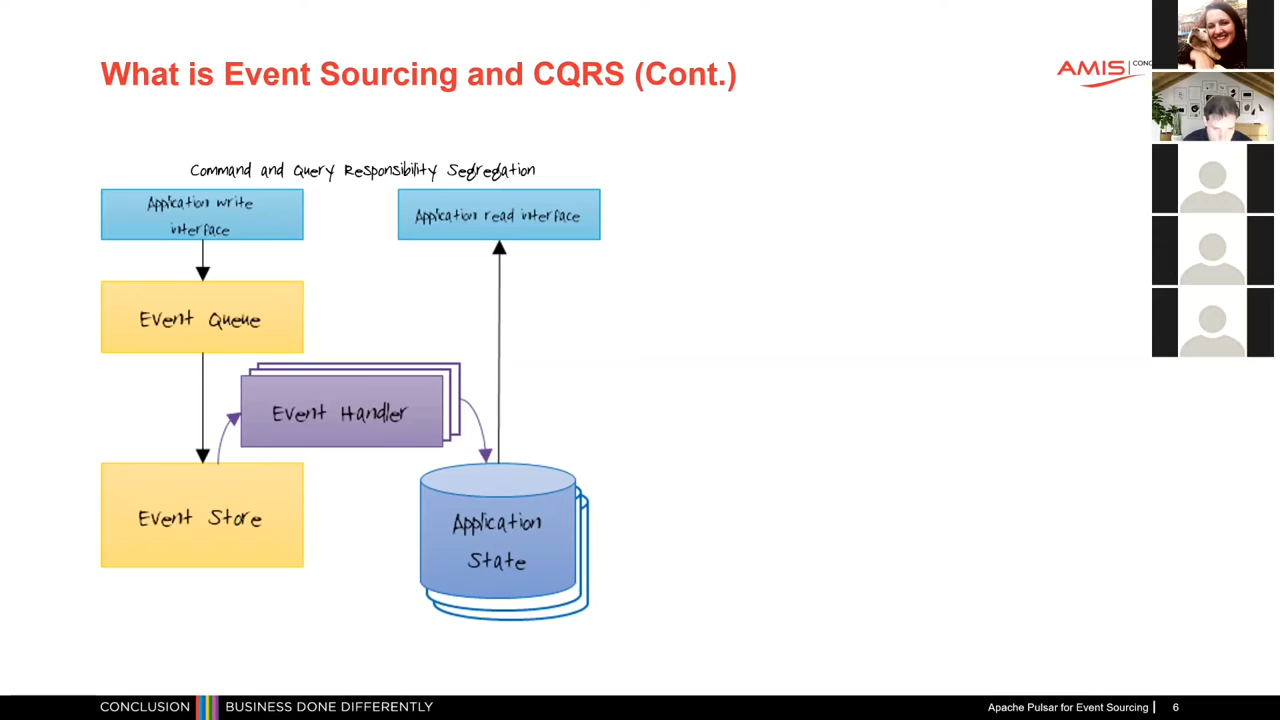 What is Event Sourcing and CQRS (Cont.)
AMIS
CONC
Command and Query Responsibility Segregation
Application write
interface
Application read interface
Event Queue
Event Handler
Event Store
Application
State
CONCLUSION
BUSINESS DONE DIFFERENTLY
Apache Pulsar for Event Sourcing
6